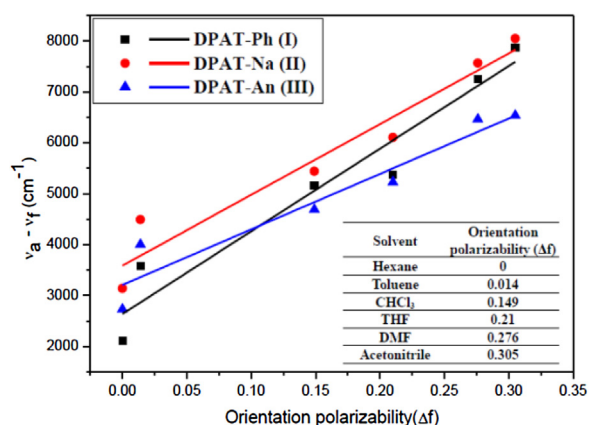 8000
7000
6000
5000
4000
3000
2000
νa - νf (cm⁻¹)
DPAT-Ph (I)
DPAT-Na (II)
DPAT-An (III)
Solvent Orientation polarizability (Δf)
Hexane 0
Toluene 0.014
CHCl₃ 0.149
THF 0.21
DMF 0.276
Acetonitrile 0.305
0.00 0.05 0.10 0.15 0.20 0.25 0.30 0.35
Orientation polarizability(Δf)